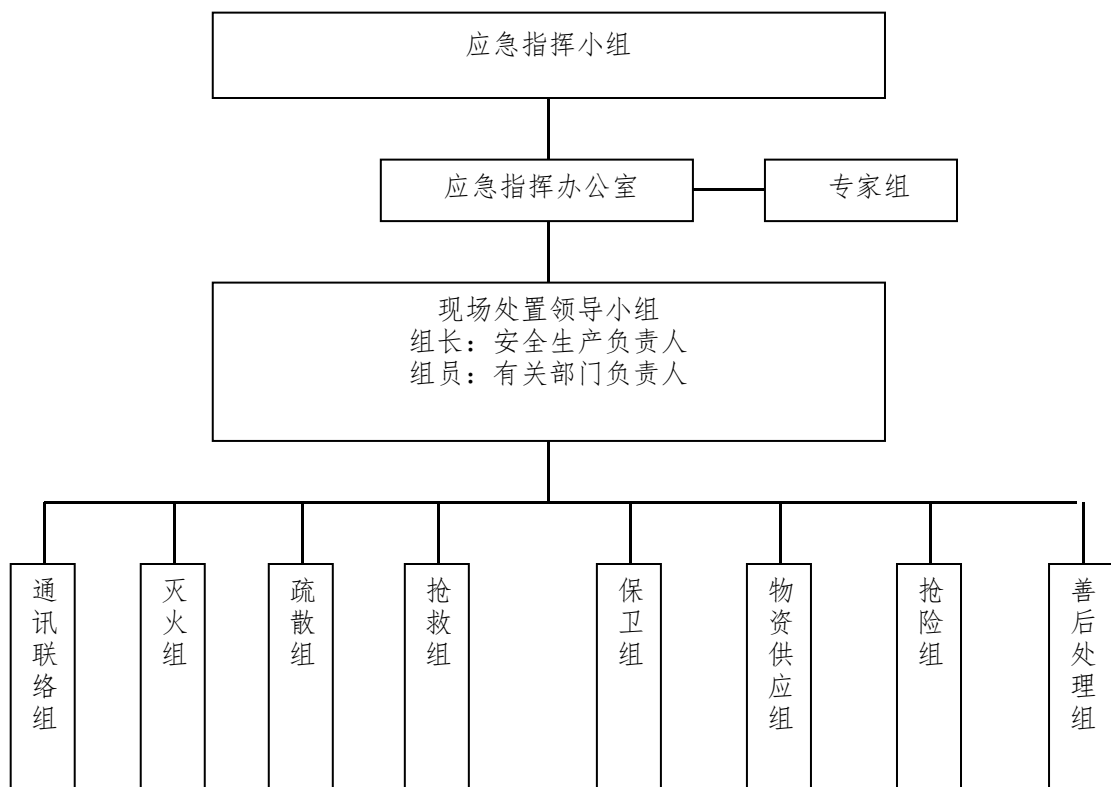 应急指挥小组
应急指挥办公室
专家组
现场处置领导小组
组长：安全生产负责人
组员：有关部门负责人
通讯联络组
灭火组
疏散组
抢救组
保卫组
物资供应组
抢险组
善后处理组